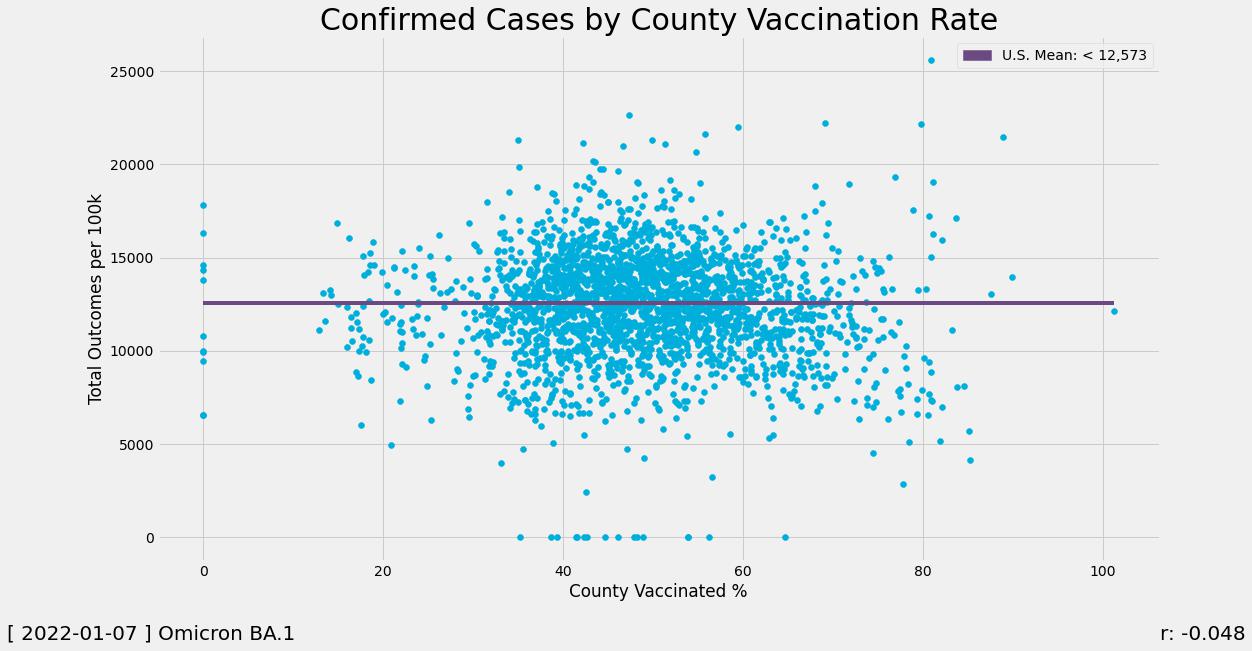 Confirmed Cases by County Vaccination Rate
U.S. Mean: < 12,573
25000
20000
15000
10000
5000
0
Total Outcomes per 100k
0 20 40 60 80 100
County Vaccinated %
[ 2022-01-07 ] Omicron BA.1
r: -0.048